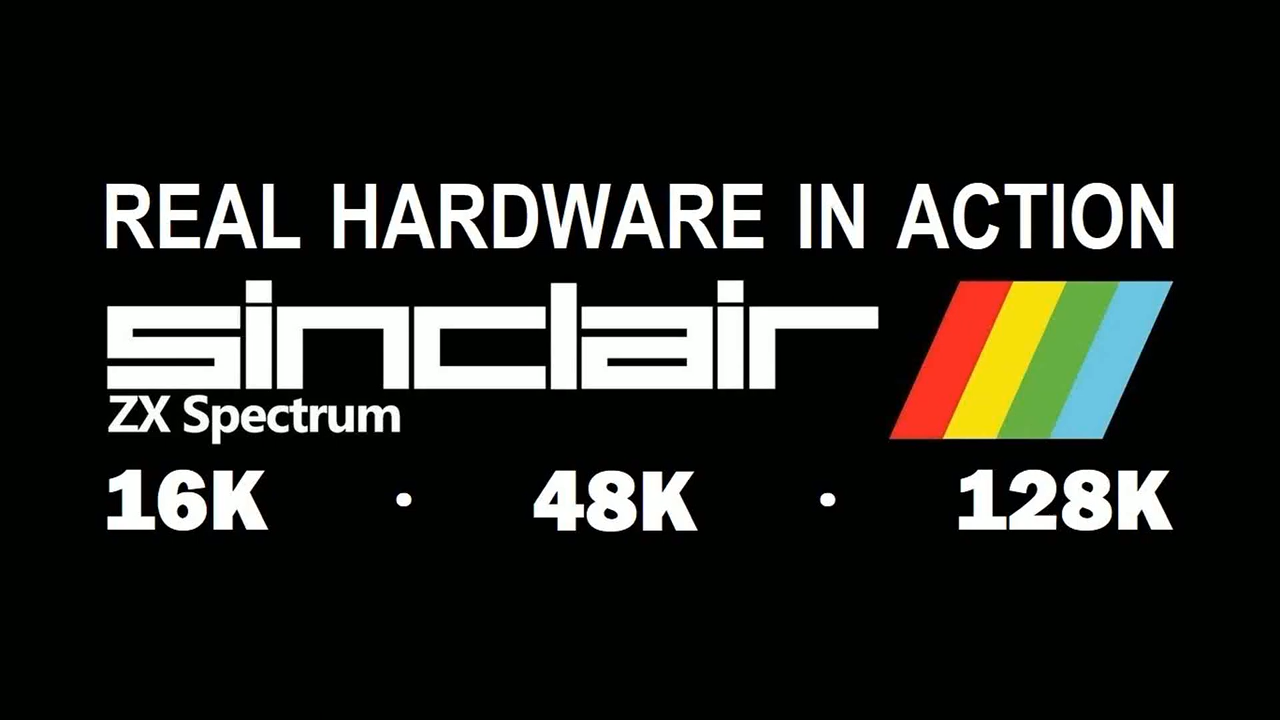 REAL HARDWARE IN ACTION
sinclair
ZX Spectrum
16K · 48K · 128K